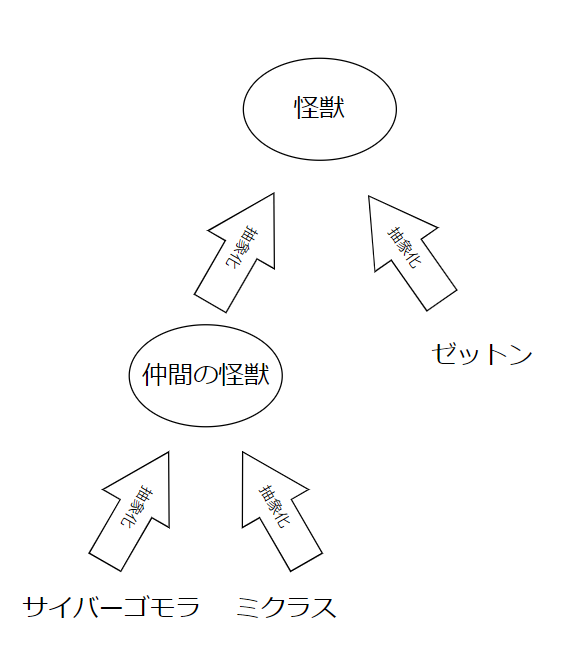 怪獣
抽象化
抽象化
ゼットン
仲間の怪獣
抽象化
抽象化
サイバーゴモラ
ミクラス